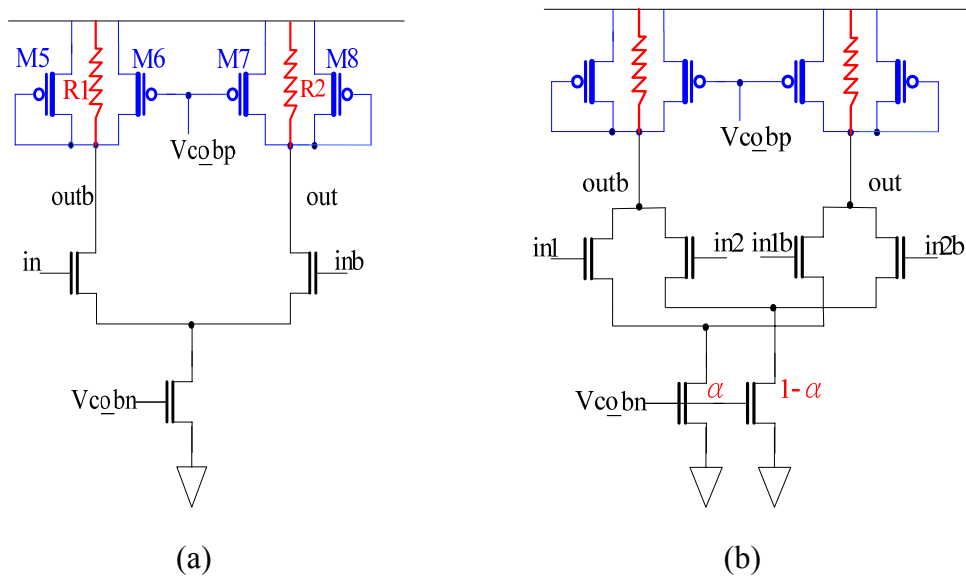 M5
R1
M6
M7
R2
M8
Vco_bp
outb
out
in
inb
Vco_bn
(a)
Vco_bp
outb
out
in1
in2
in1b
in2b
Vco_bn
α
1-α
(b)